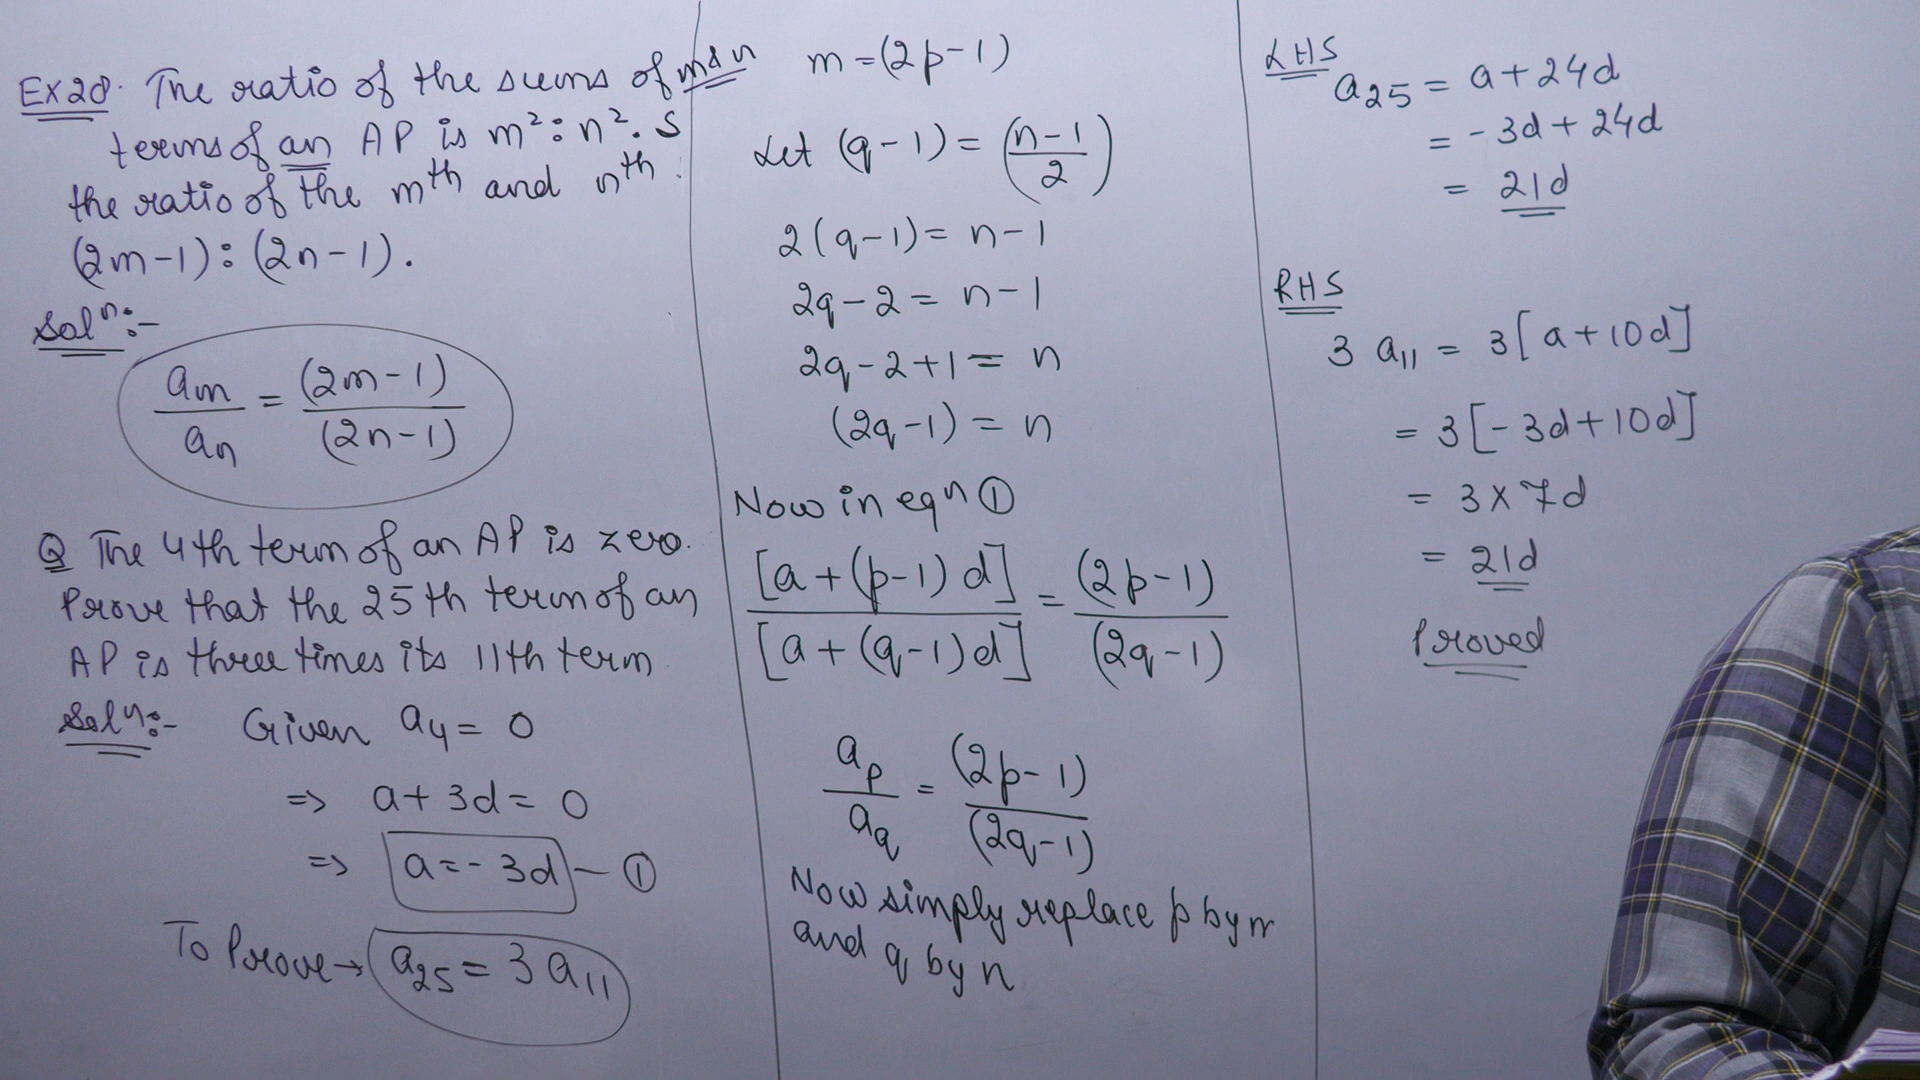 Ex 28. The ratio of the sums of m & n
terms of an AP is m²:n². S
the ratio of the mth and nth
(2m-1):(2n-1).
Solⁿ:-
am/an = (2m-1)/(2n-1)
Q The 4th term of an AP is zero.
Prove that the 25th term of an
AP is three times its 11th term
Solⁿ:- Given a4 = 0
=> a+3d = 0
=> a=-3d — ①
To Prove → a25 = 3a11
m = (2p-1)
Let (q-1) = (n-1/2)
2(q-1) = n-1
2q-2 = n-1
2q-2+1 = n
(2q-1) = n
Now in eqⁿ ①
[a+(p-1)d]/[a+(q-1)d] = (2p-1)/(2q-1)
ap/aq = (2p-1)/(2q-1)
Now simply replace p by m
and q by n
LHS
a25 = a+24d
= -3d+24d
= 21d
RHS
3 a11 = 3[a+10d]
= 3[-3d+10d]
= 3×7d
= 21d
Proved